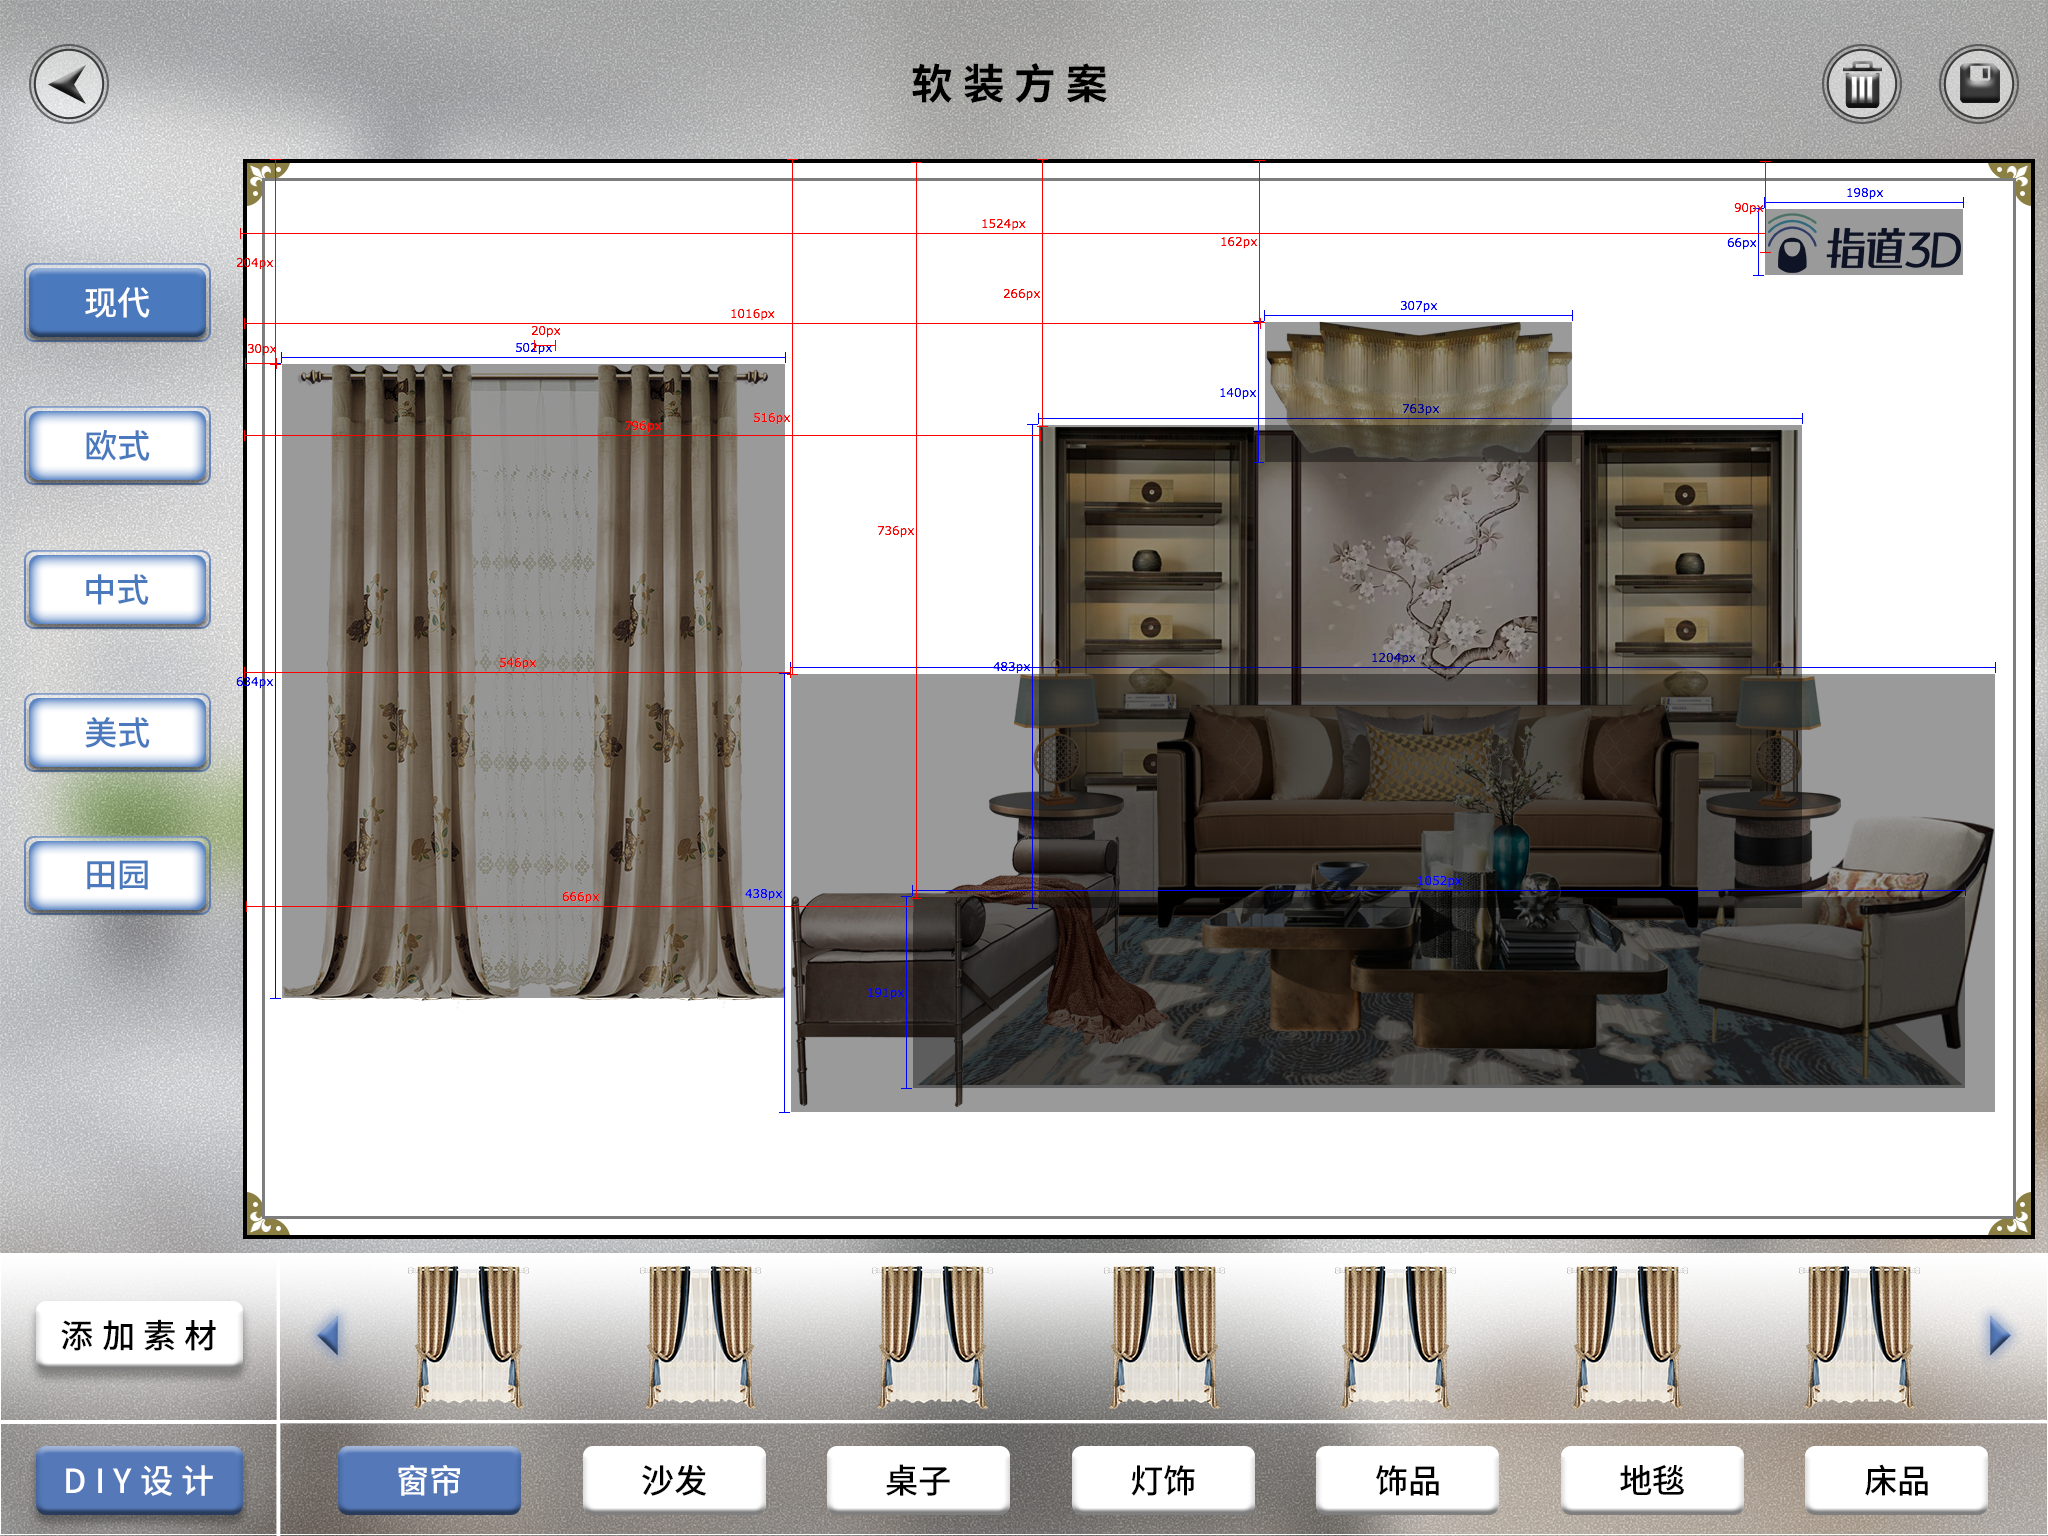 软装方案
198px
90px
1524px
66px
指道3D
162px
204px
266px
307px
1016px
20px
30px
502px
140px
763px
516px
796px
736px
现代
欧式
中式
美式
田园
546px
1204px
483px
634px
1052px
438px
666px
191px
添加素材
DIY设计
窗帘
沙发
桌子
灯饰
饰品
地毯
床品